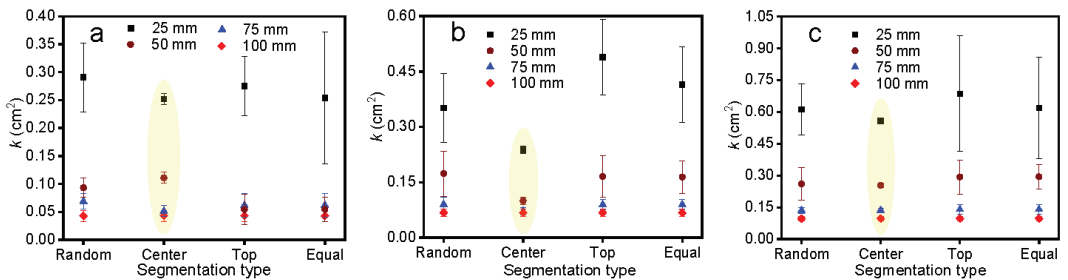 a
25 mm
50 mm
75 mm
100 mm
0.40
0.35
0.30
0.25
0.20
0.15
0.10
0.05
0.00
k (cm²)
Random Center Top Equal
Segmentation type
b
25 mm
50 mm
75 mm
100 mm
0.60
0.45
0.30
0.15
0.00
k (cm²)
Random Center Top Equal
Segmentation type
c
25 mm
50 mm
75 mm
100 mm
1.05
0.90
0.75
0.60
0.45
0.30
0.15
0.00
k (cm²)
Random Center Top Equal
Segmentation type